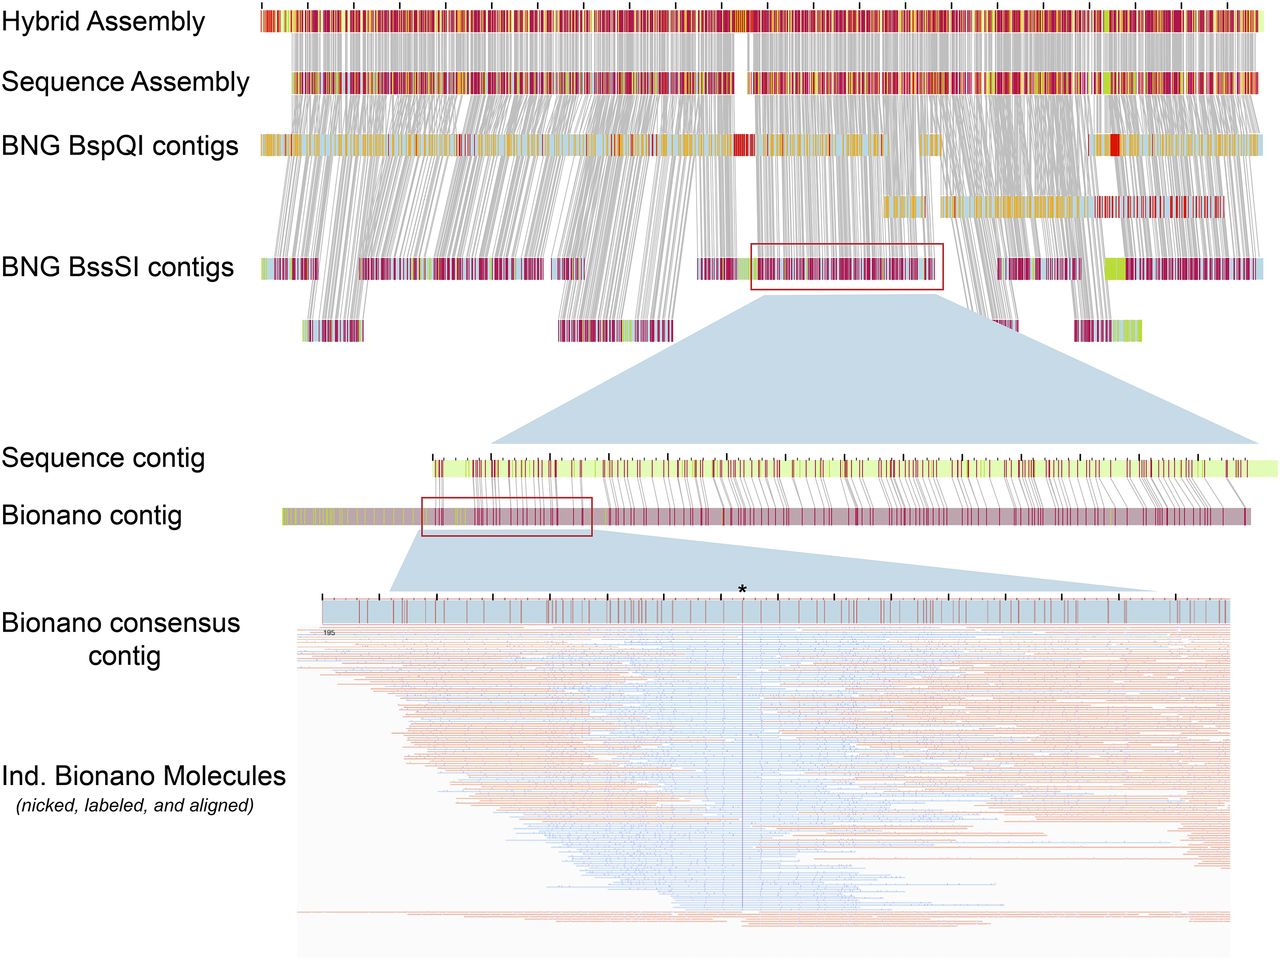 Hybrid Assembly
Sequence Assembly
BNG BspQI contigs
BNG BssSI contigs
Sequence contig
Bionano contig
*
Bionano consensus
contig
195
Ind. Bionano Molecules
(nicked, labeled, and aligned)